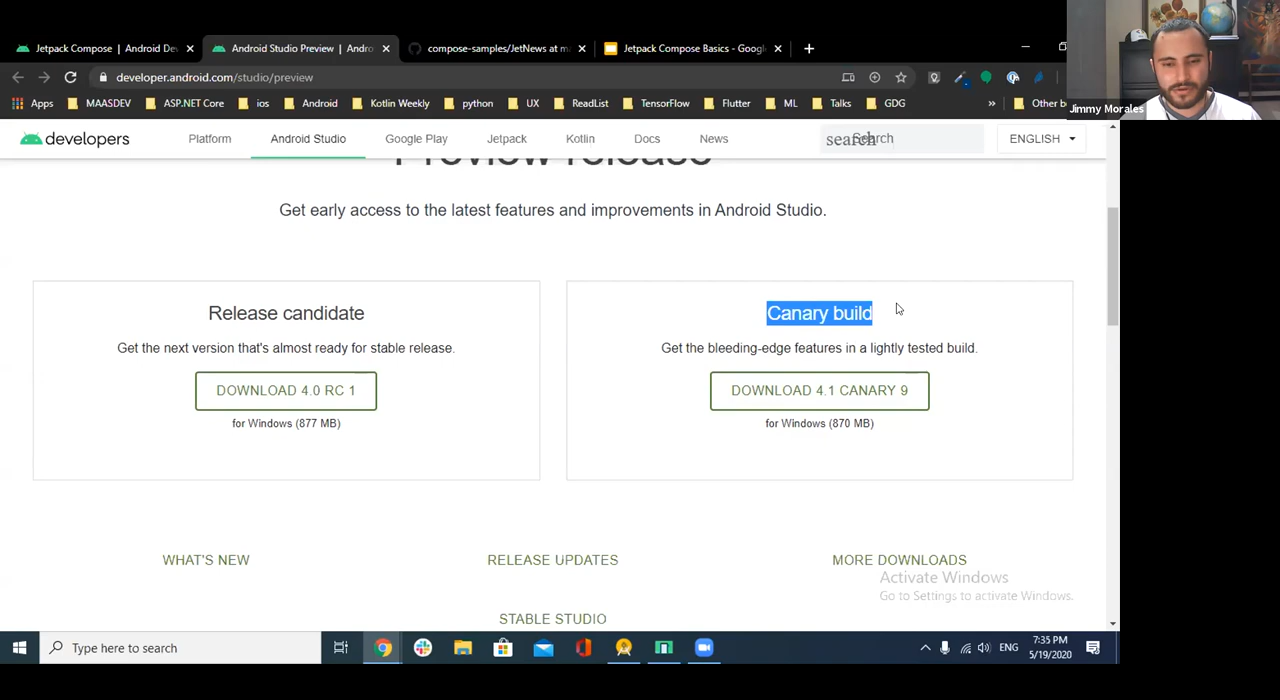 Jetpack Compose | Android De
Android Studio Preview | Andro
compose-samples/JetNews at m
Jetpack Compose Basics - Googl
Jimmy Morales
developer.android.com/studio/preview
Apps
MAASDEV
ASP.NET Core
ios
Android
Kotlin Weekly
python
UX
ReadList
TensorFlow
Flutter
ML
Talks
GDG
»
Other b
developers
Platform
Android Studio
Google Play
Jetpack
Kotlin
Docs
News
search
Search
ENGLISH
Preview release
Get early access to the latest features and improvements in Android Studio.
Release candidate
Get the next version that's almost ready for stable release.
DOWNLOAD 4.0 RC 1
for Windows (877 MB)
Canary build
Get the bleeding-edge features in a lightly tested build.
DOWNLOAD 4.1 CANARY 9
for Windows (870 MB)
WHAT'S NEW
RELEASE UPDATES
MORE DOWNLOADS
STABLE STUDIO
Activate Windows
Go to Settings to activate Windows.
Type here to search
ENG
7:35 PM
5/19/2020